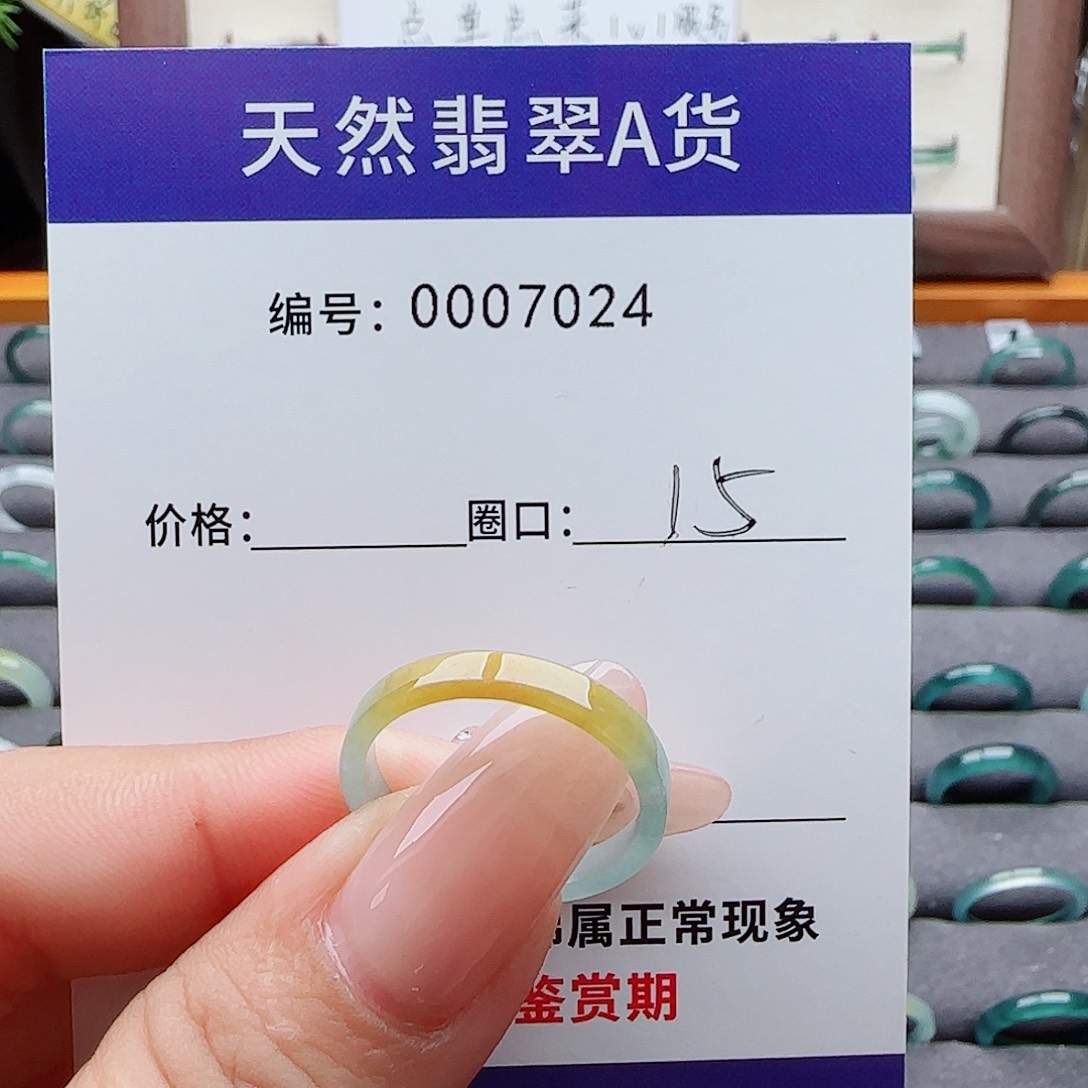 天然翡翠A货
编号：0007024
价格： 圈口：15
属正常现象
鉴赏期